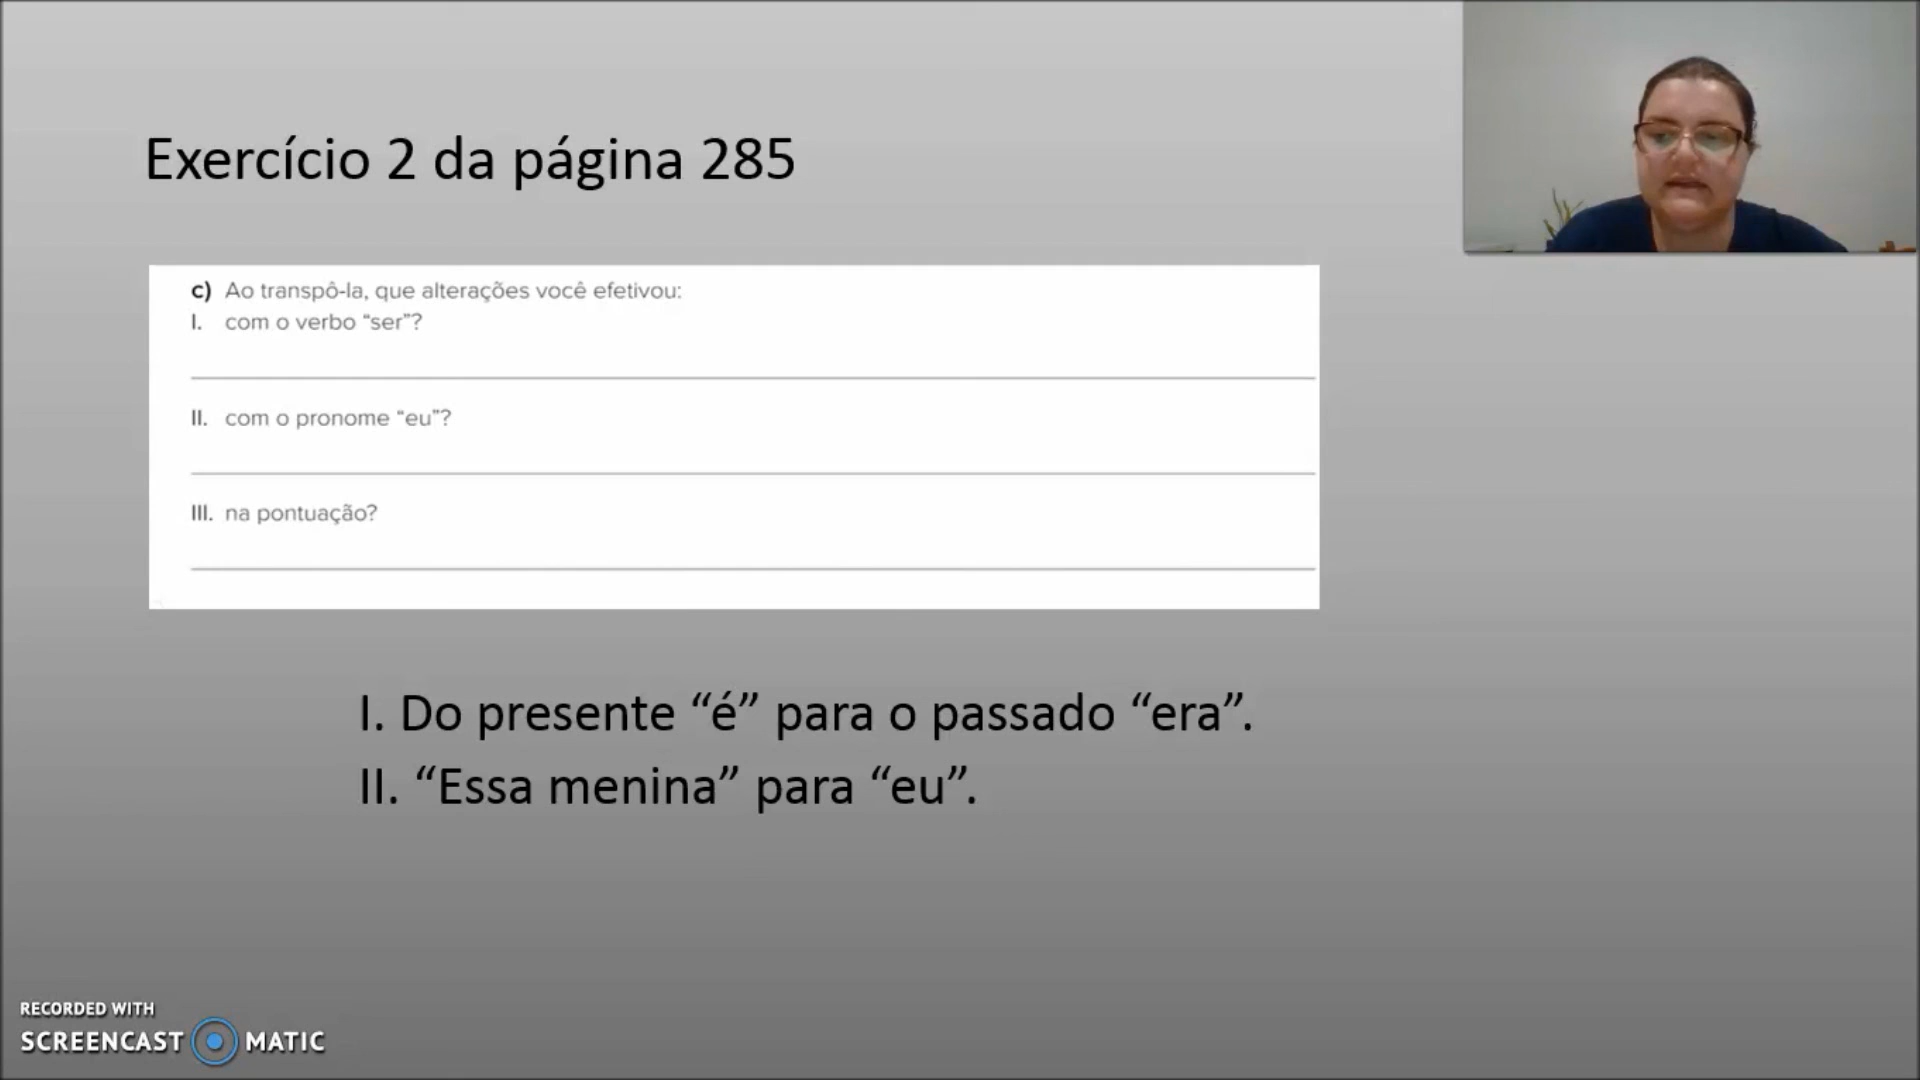 Exercício 2 da página 285
c) Ao transpô-la, que alterações você efetivou:
I. com o verbo “ser”?
II. com o pronome “eu”?
III. na pontuação?
I. Do presente “é” para o passado “era”.
II. “Essa menina” para “eu”.
RECORDED WITH
SCREENCAST MATIC